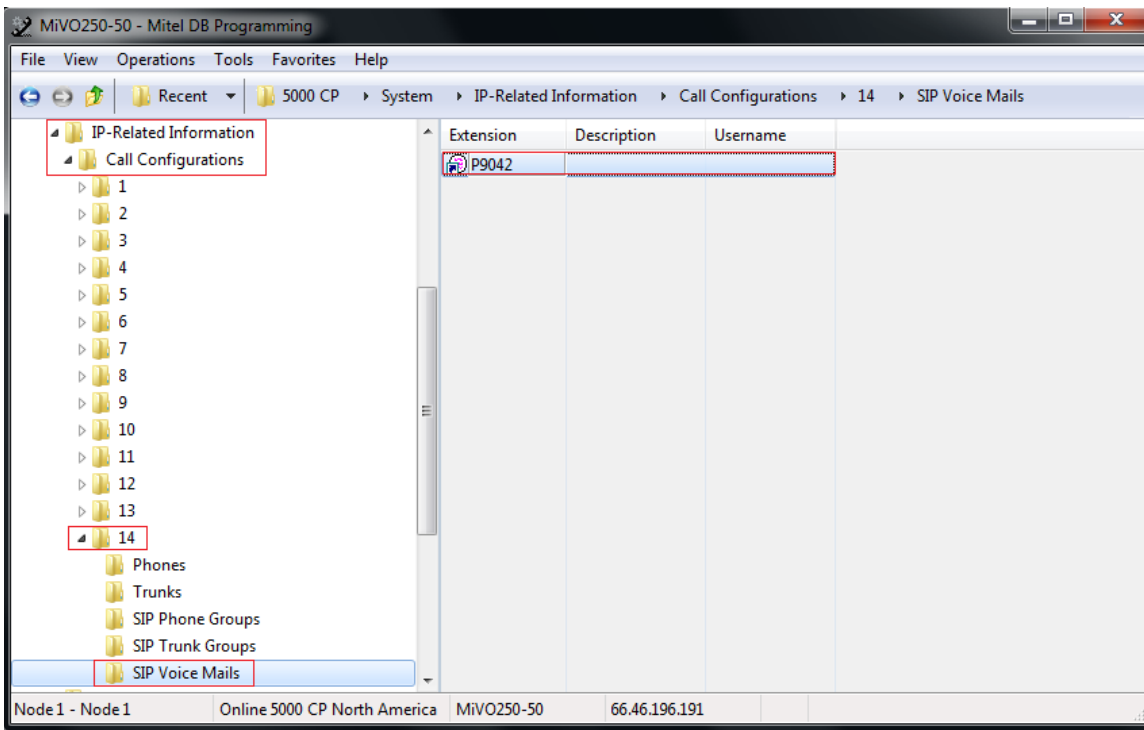 MiVO250-50 - Mitel DB Programming
File View Operations Tools Favorites Help
Recent 5000 CP System IP-Related Information Call Configurations 14 SIP Voice Mails
IP-Related Information
Call Configurations
1
2
3
4
5
6
7
8
9
10
11
12
13
14
Phones
Trunks
SIP Phone Groups
SIP Trunk Groups
SIP Voice Mails
Extension Description Username
P9042
Node 1 - Node 1 Online 5000 CP North America MiVO250-50 66.46.196.191